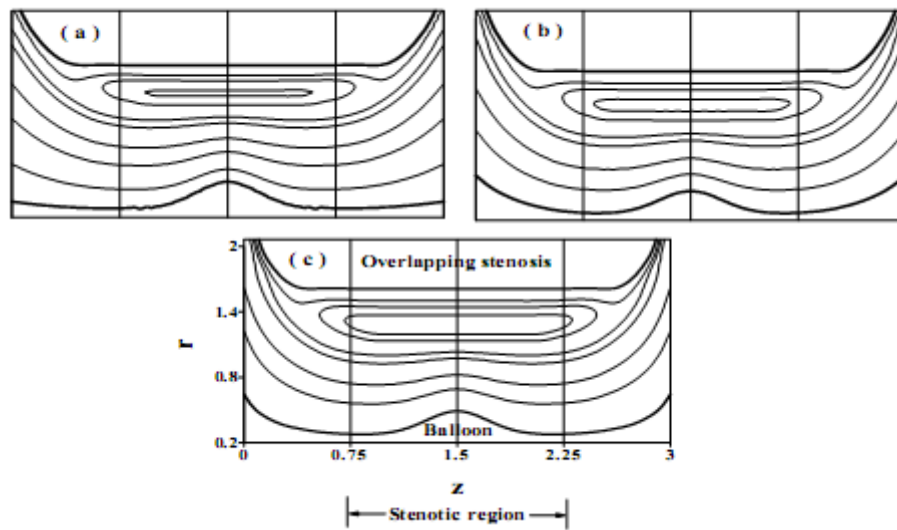 ( a )
( b )
( c )
Overlapping stenosis
2
1.4
0.8
0.2
r
Balloon
0
0.75
1.5
2.25
3
z
Stenotic region